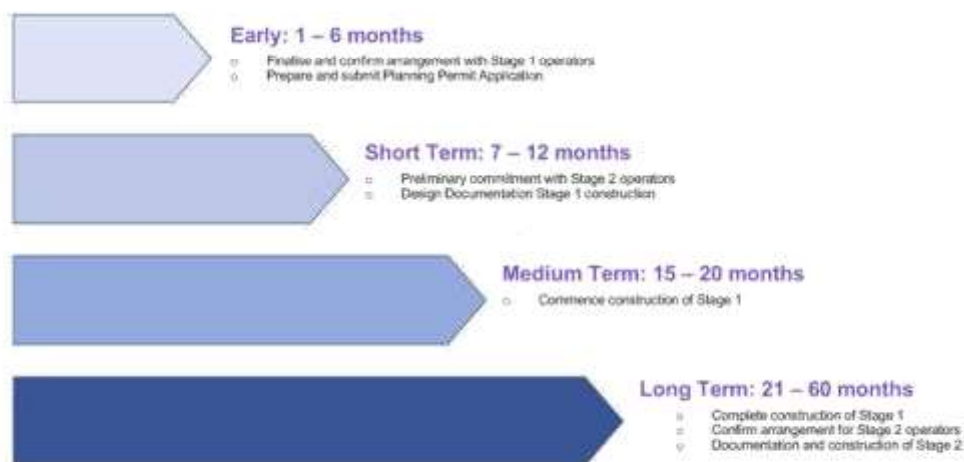 Early: 1 – 6 months
o Finalise and confirm arrangement with Stage 1 operators
o Prepare and submit Planning Permit Application
Short Term: 7 – 12 months
o Preliminary commitment with Stage 2 operators
o Design Documentation Stage 1 construction
Medium Term: 15 – 20 months
o Commence construction of Stage 1
Long Term: 21 – 60 months
o Complete construction of Stage 1
o Confirm arrangement for Stage 2 operators
o Documentation and construction of Stage 2